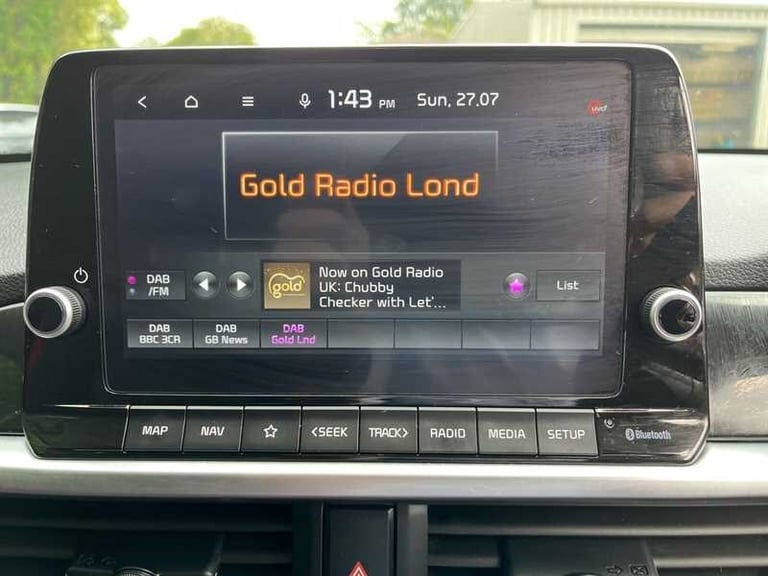 1:43 PM Sun, 27.07
uvo
Gold Radio Lond
DAB
/FM
gold
Now on Gold Radio
UK: Chubby
Checker with Let'...
List
DAB
BBC 3CR
DAB
GB News
DAB
Gold Lnd
MAP NAV <SEEK TRACK> RADIO MEDIA SETUP
Bluetooth